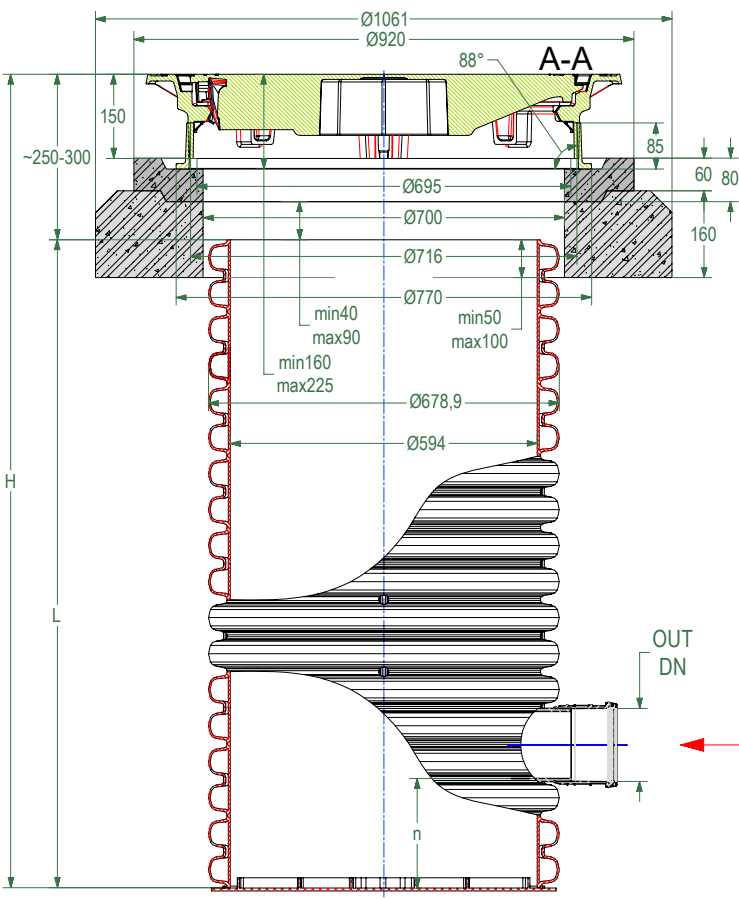 Ø1061
Ø920
A-A
88°
150
~250-300
85
60
80
Ø695
Ø700
160
Ø716
Ø770
min40
max90
min50
max100
min160
max225
Ø678,9
Ø594
H
L
OUT
DN
n